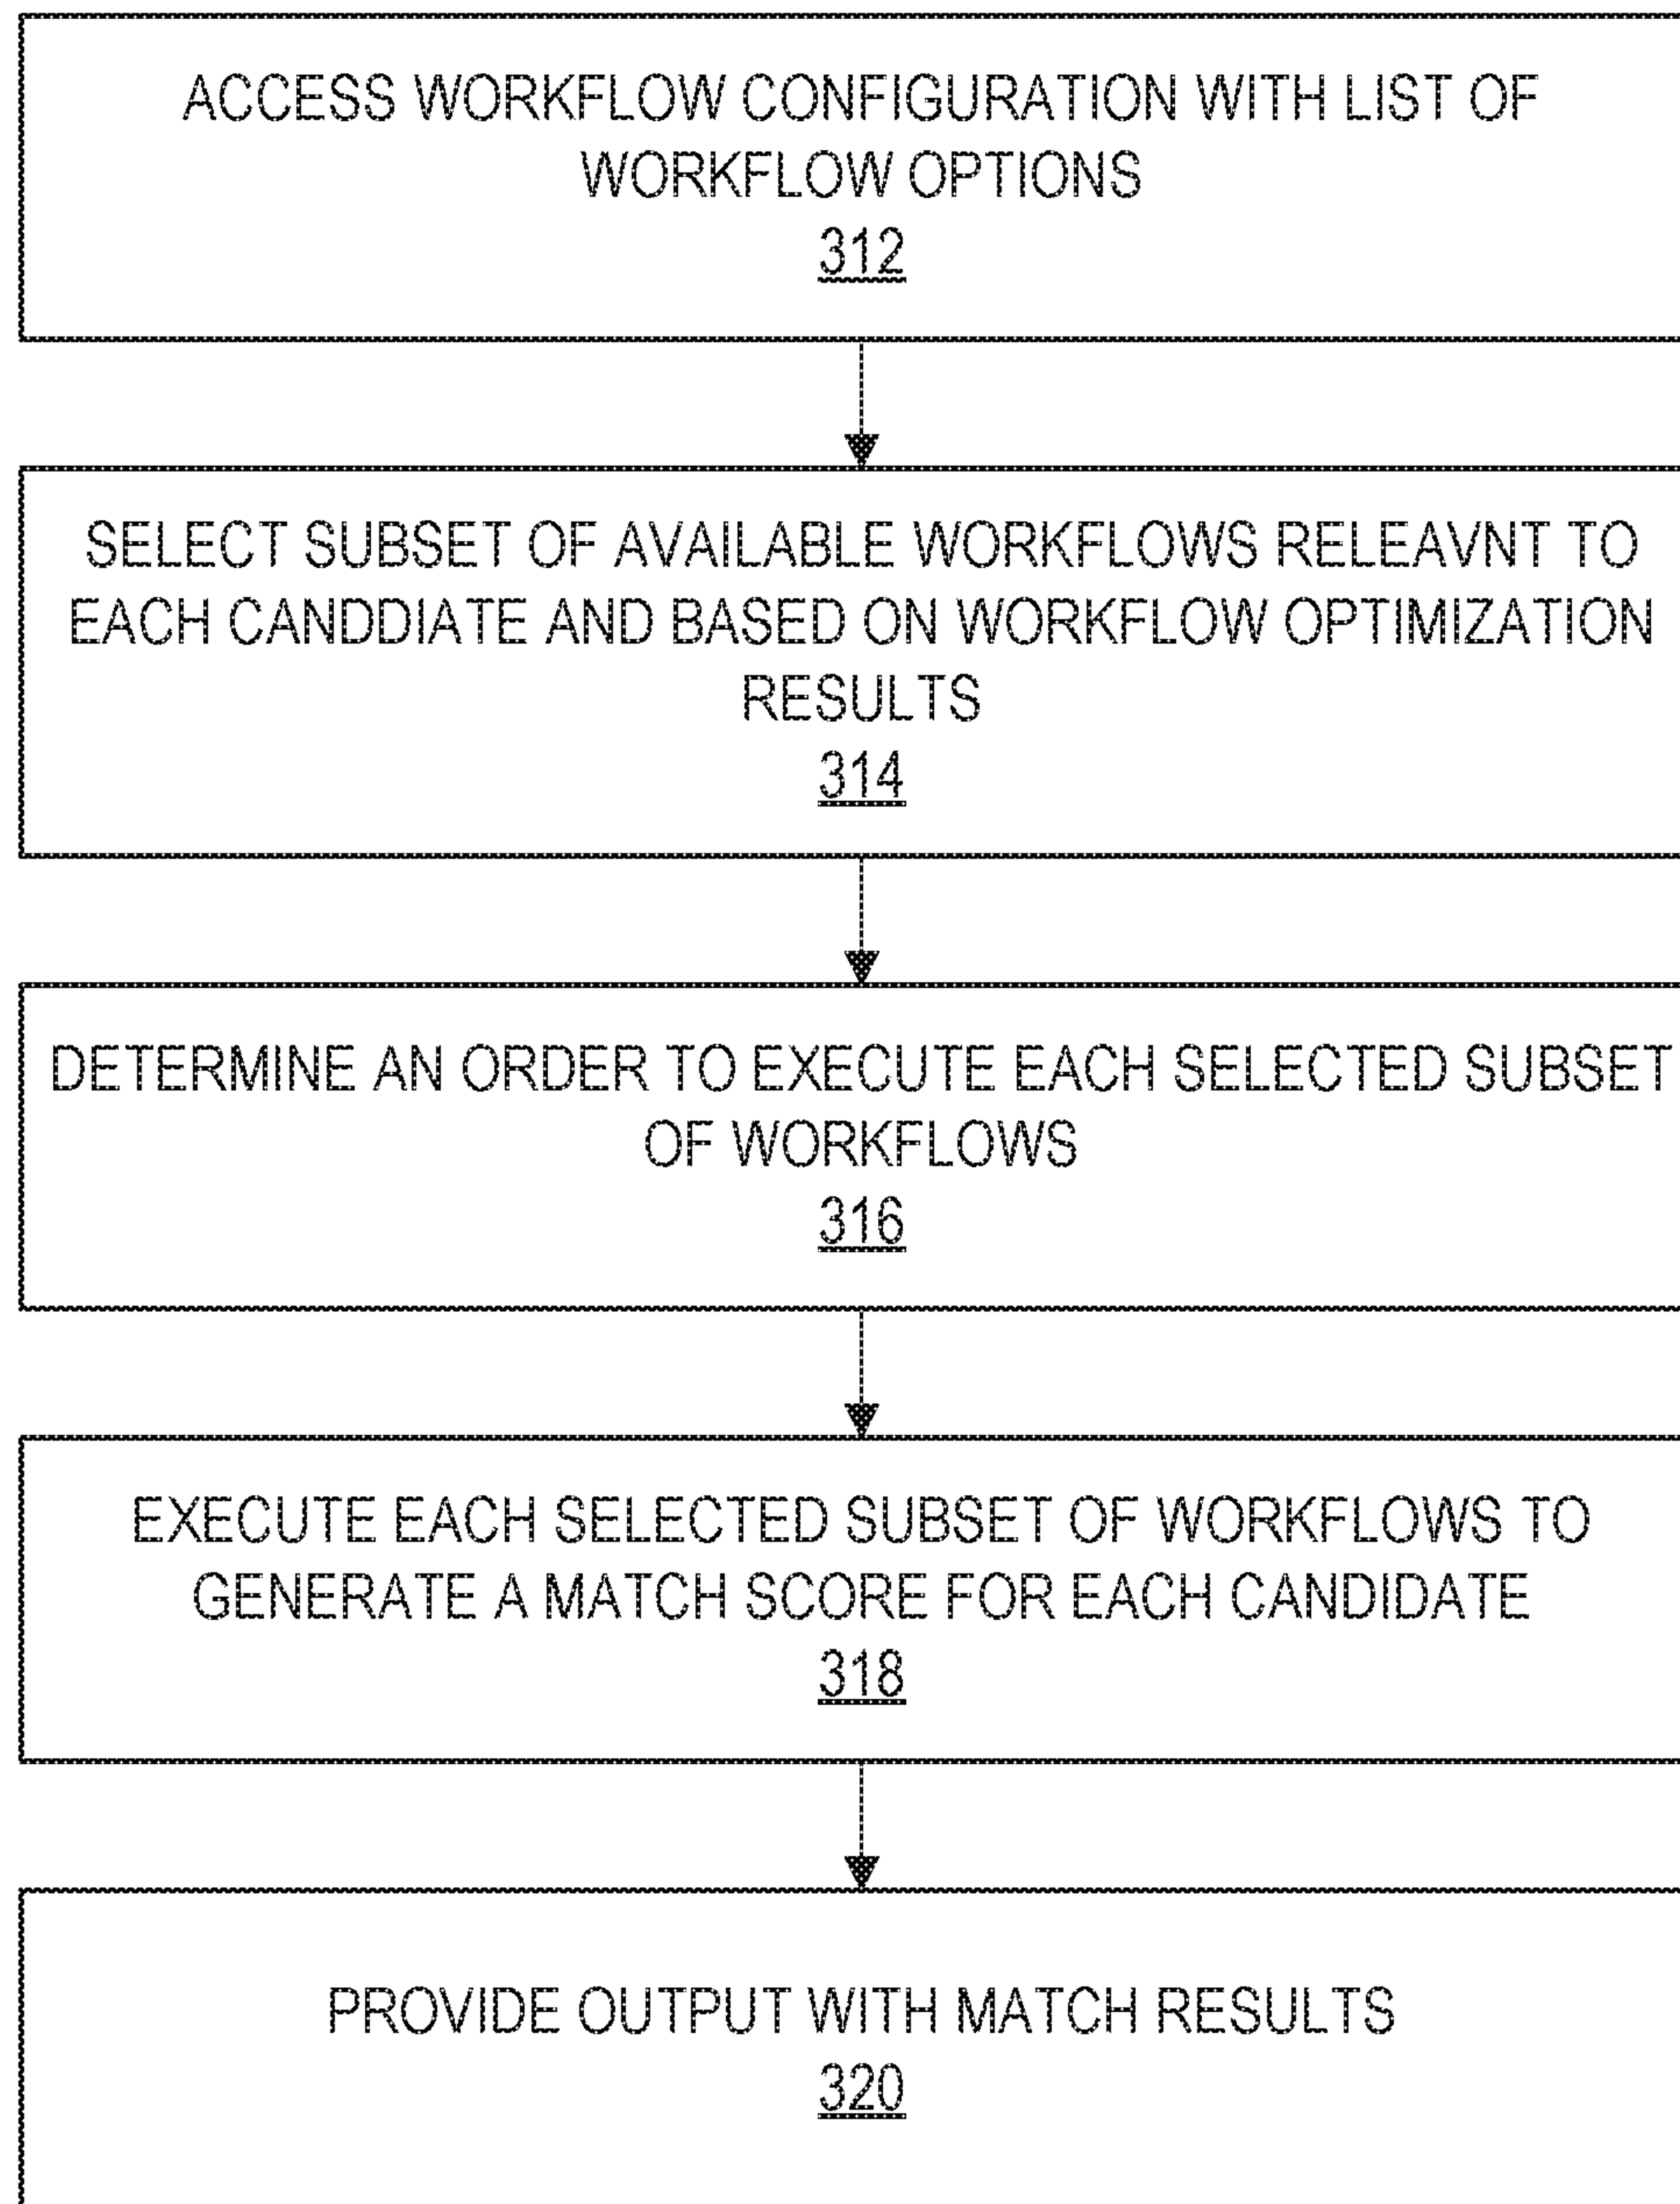 ACCESS WORKFLOW CONFIGURATION WITH LIST OF
WORKFLOW OPTIONS
312
SELECT SUBSET OF AVAILABLE WORKFLOWS RELEAVNT TO
EACH CANDDIATE AND BASED ON WORKFLOW OPTIMIZATION
RESULTS
314
DETERMINE AN ORDER TO EXECUTE EACH SELECTED SUBSET
OF WORKFLOWS
316
EXECUTE EACH SELECTED SUBSET OF WORKFLOWS TO
GENERATE A MATCH SCORE FOR EACH CANDIDATE
318
PROVIDE OUTPUT WITH MATCH RESULTS
320